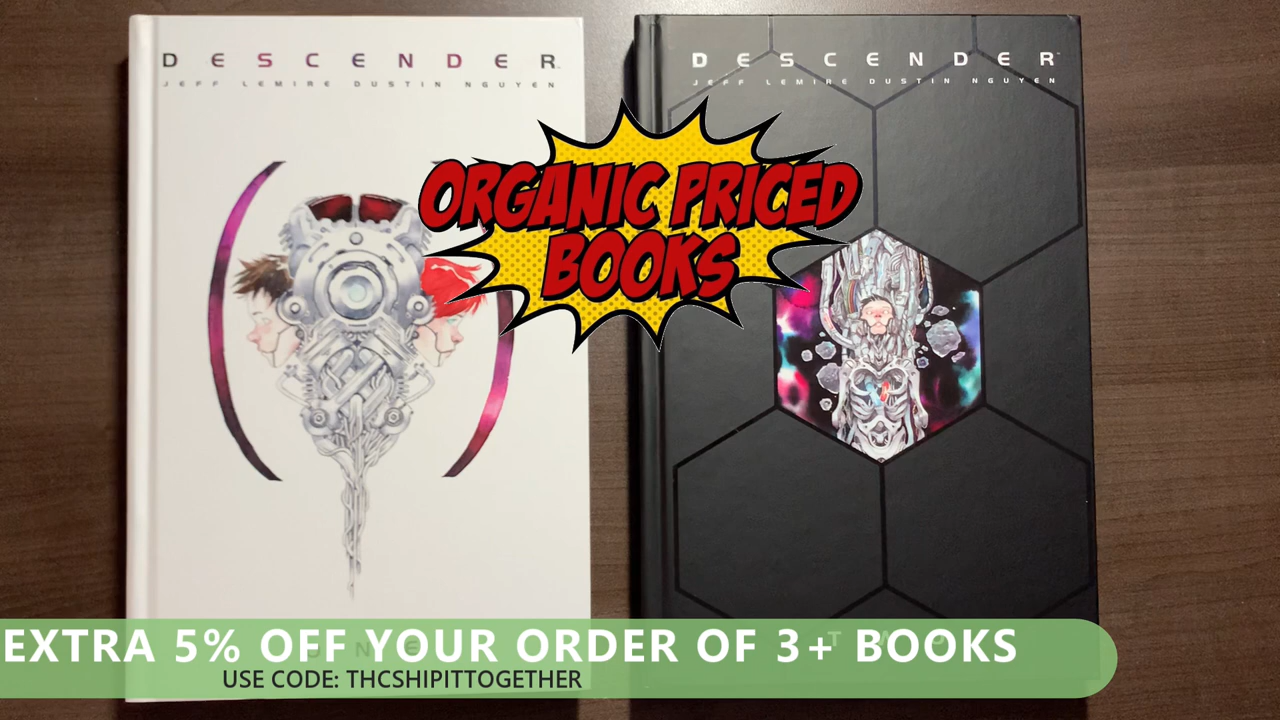 DESCENDER
JEFF LEMIRE DUSTIN NGUYEN
DESCENDER™
JEFF LEMIRE DUSTIN NGUYEN
ORGANIC PRICED
BOOKS
EXTRA 5% OFF YOUR ORDER OF 3+ BOOKS
USE CODE: THCSHIPITTOGETHER